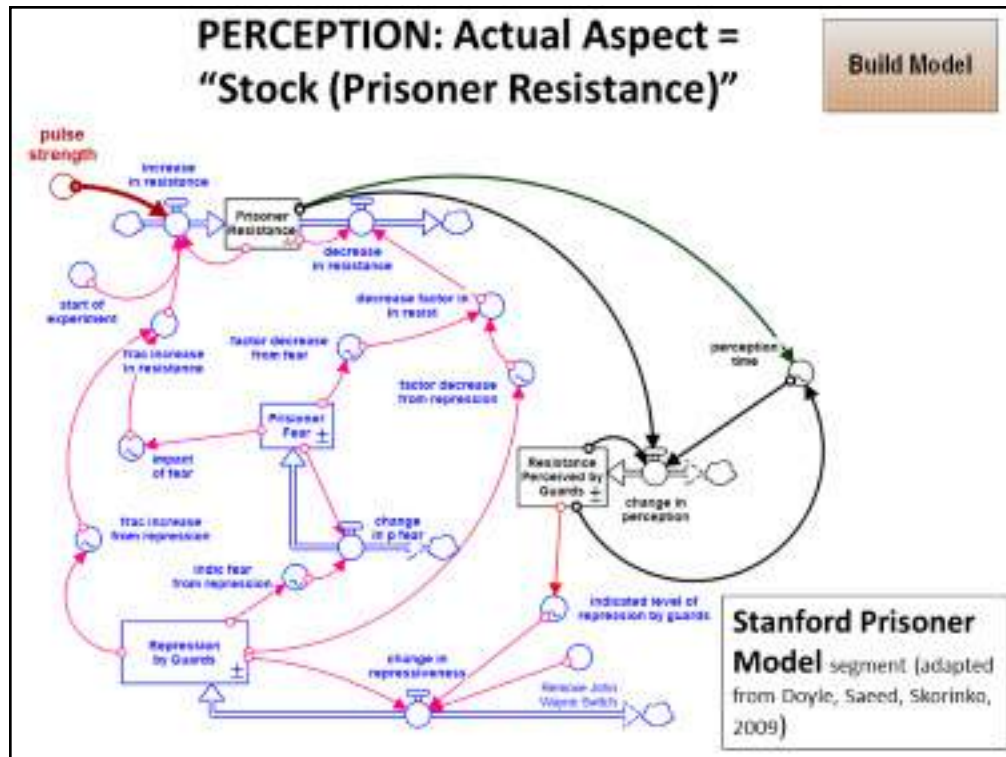 PERCEPTION: Actual Aspect =
“Stock (Prisoner Resistance)”
Build Model
pulse
strength
increase
in resistance
Prisoner
Resistance
decrease
in resistance
start of
experiment
decrease factor in
in resist
frac increase
in resistance
factor decrease
from fear
perception
time
factor decrease
from repression
Prisoner
Fear
impact
of fear
Resistance
Perceived by
Guards
change in
perception
frac increase
from repression
change
in p fear
indic fear
from repression
indicated level of
repression by guards
Repression
by Guards
change in
repressiveness
Remove John
Wayne Switch
Stanford Prisoner
Model segment (adapted
from Doyle, Saeed, Skorinko,
2009)